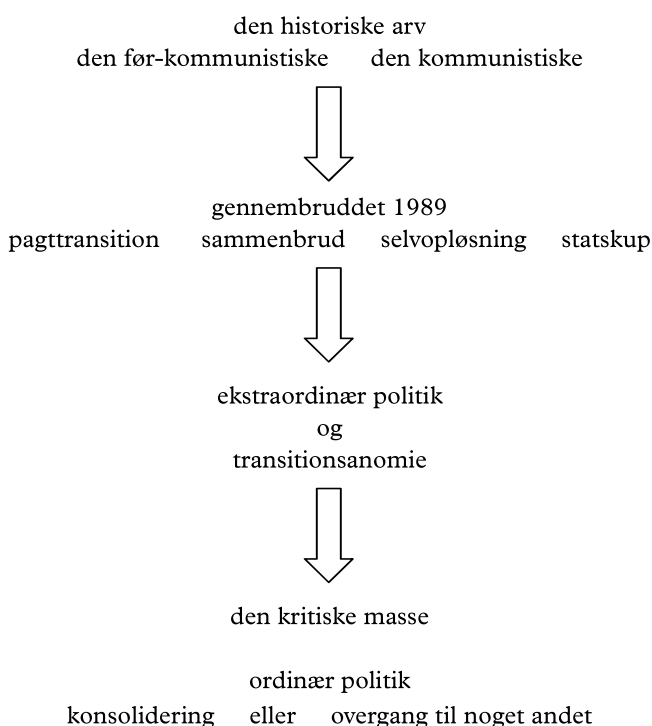 den historiske arv
den før-kommunistiske den kommunistiske
gennembruddet 1989
pagttransition sammenbrud selvopløsning statskup
ekstraordinær politik
og
transitionsanomie
den kritiske masse
ordinær politik
konsolidering eller overgang til noget andet